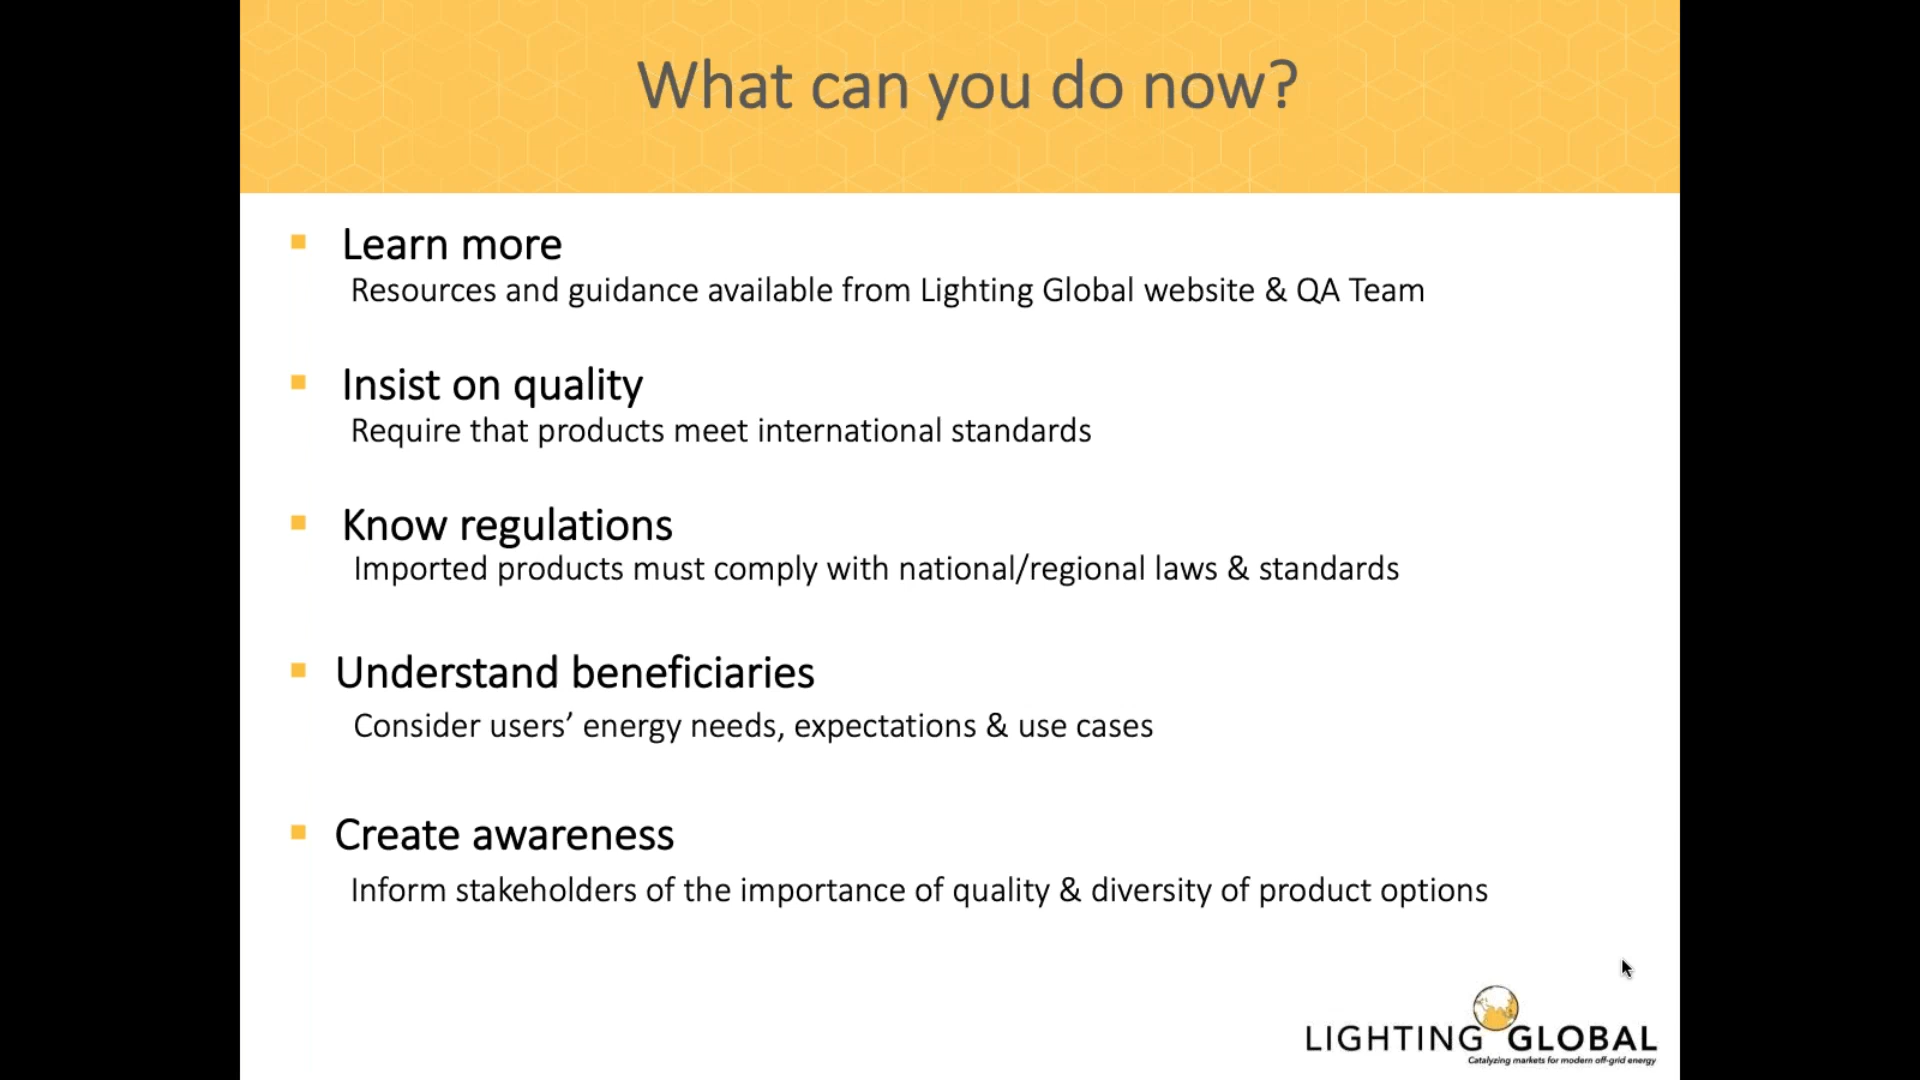 What can you do now?
Learn more
Resources and guidance available from Lighting Global website & QA Team
Insist on quality
Require that products meet international standards
Know regulations
Imported products must comply with national/regional laws & standards
Understand beneficiaries
Consider users’ energy needs, expectations & use cases
Create awareness
Inform stakeholders of the importance of quality & diversity of product options
LIGHTING GLOBAL
Catalyzing markets for modern off-grid energy